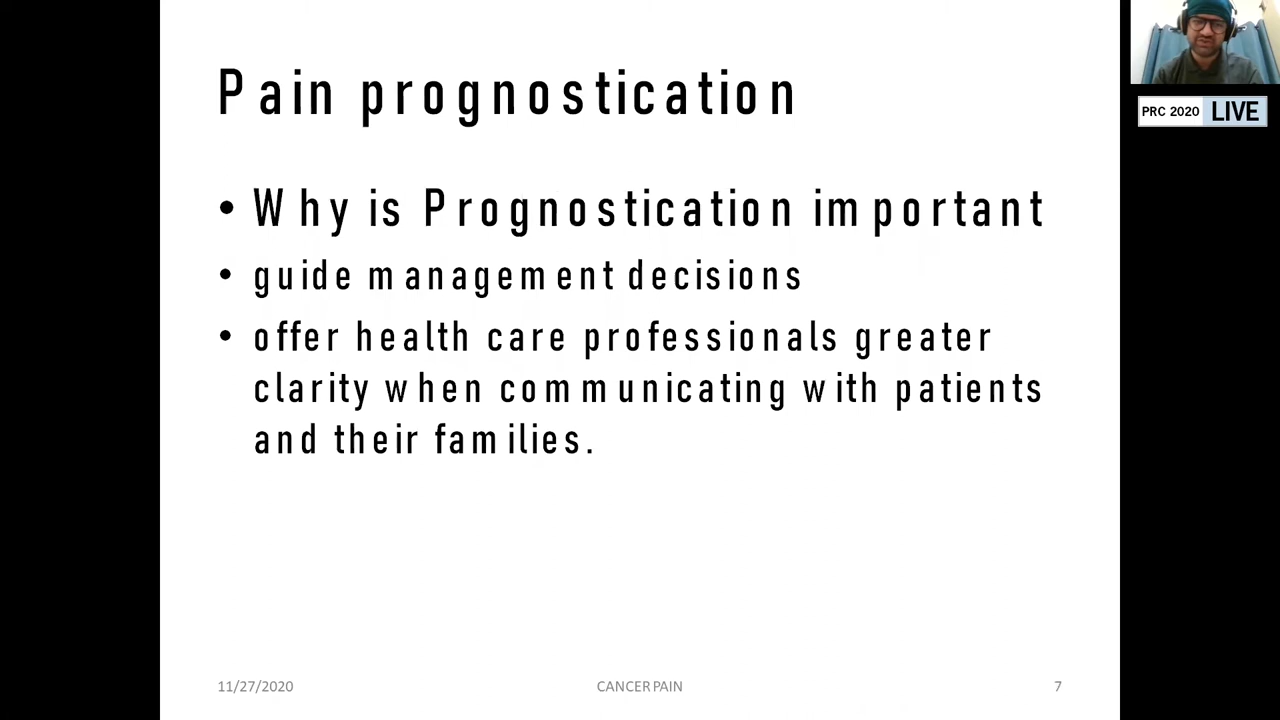 Pain prognostication
PRC 2020 LIVE
• Why is Prognostication important
• guide management decisions
• offer health care professionals greater
clarity when communicating with patients
and their families.
11/27/2020 CANCER PAIN 7